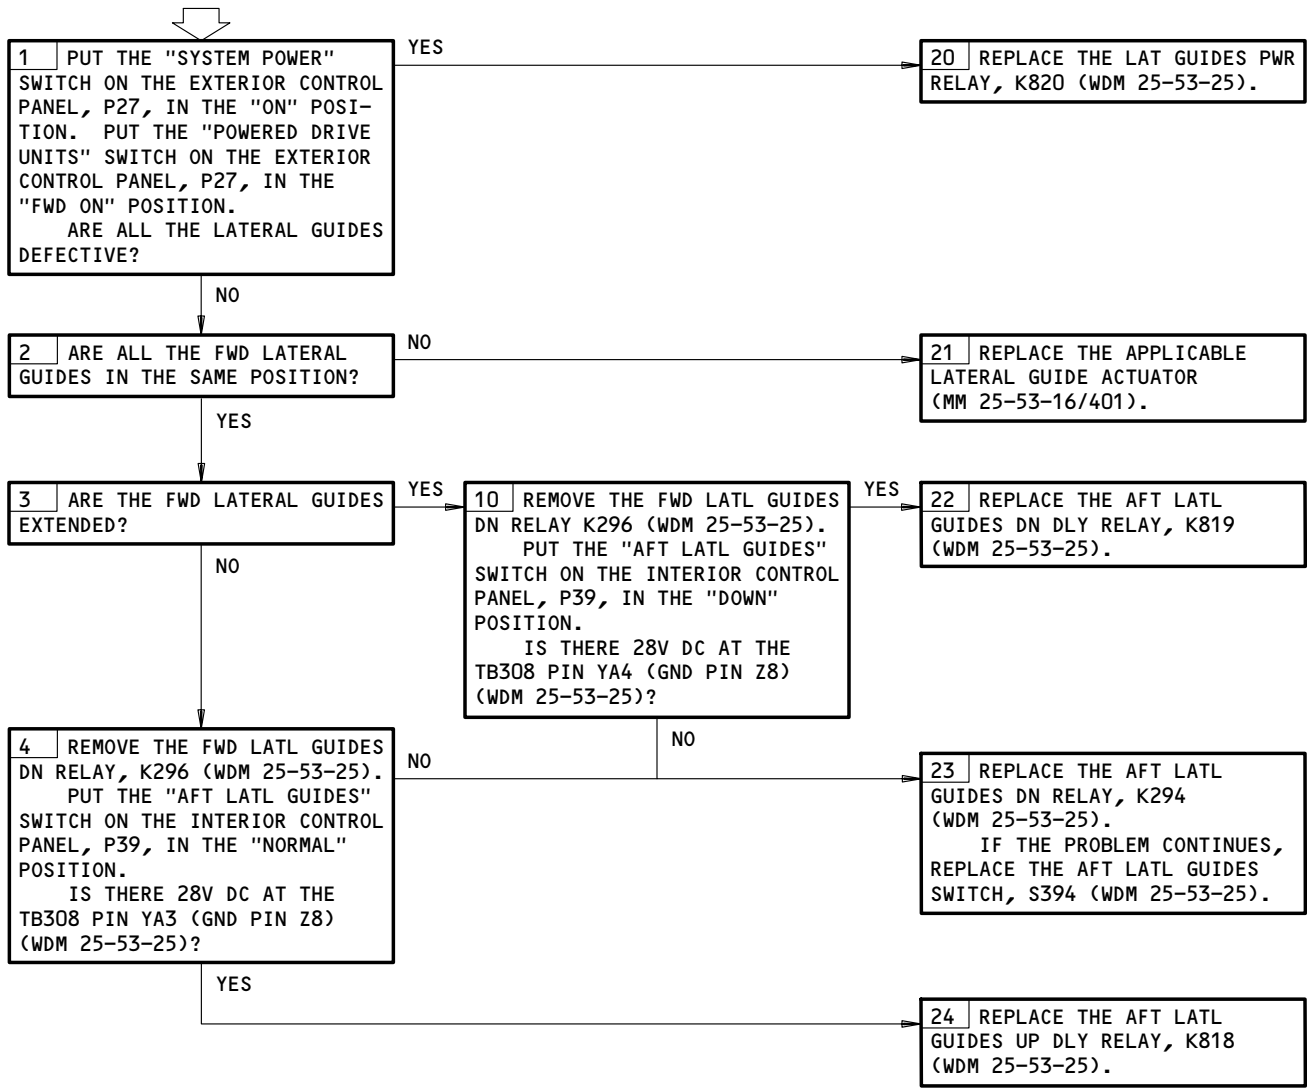 1 PUT THE "SYSTEM POWER"
SWITCH ON THE EXTERIOR CONTROL
PANEL, P27, IN THE "ON" POSI-
TION. PUT THE "POWERED DRIVE
UNITS" SWITCH ON THE EXTERIOR
CONTROL PANEL, P27, IN THE
"FWD ON" POSITION.
ARE ALL THE LATERAL GUIDES
DEFECTIVE?
YES
20 REPLACE THE LAT GUIDES PWR
RELAY, K820 (WDM 25-53-25).
NO
2 ARE ALL THE FWD LATERAL
GUIDES IN THE SAME POSITION?
NO
21 REPLACE THE APPLICABLE
LATERAL GUIDE ACTUATOR
(MM 25-53-16/401).
YES
3 ARE THE FWD LATERAL GUIDES
EXTENDED?
YES
10 REMOVE THE FWD LATL GUIDES
DN RELAY K296 (WDM 25-53-25).
PUT THE "AFT LATL GUIDES"
SWITCH ON THE INTERIOR CONTROL
PANEL, P39, IN THE "DOWN"
POSITION.
IS THERE 28V DC AT THE
TB308 PIN YA4 (GND PIN Z8)
(WDM 25-53-25)?
YES
22 REPLACE THE AFT LATL
GUIDES DN DLY RELAY, K819
(WDM 25-53-25).
NO
NO
4 REMOVE THE FWD LATL GUIDES
DN RELAY, K296 (WDM 25-53-25).
PUT THE "AFT LATL GUIDES"
SWITCH ON THE INTERIOR CONTROL
PANEL, P39, IN THE "NORMAL"
POSITION.
IS THERE 28V DC AT THE
TB308 PIN YA3 (GND PIN Z8)
(WDM 25-53-25)?
NO
23 REPLACE THE AFT LATL
GUIDES DN RELAY, K294
(WDM 25-53-25).
IF THE PROBLEM CONTINUES,
REPLACE THE AFT LATL GUIDES
SWITCH, S394 (WDM 25-53-25).
YES
24 REPLACE THE AFT LATL
GUIDES UP DLY RELAY, K818
(WDM 25-53-25).